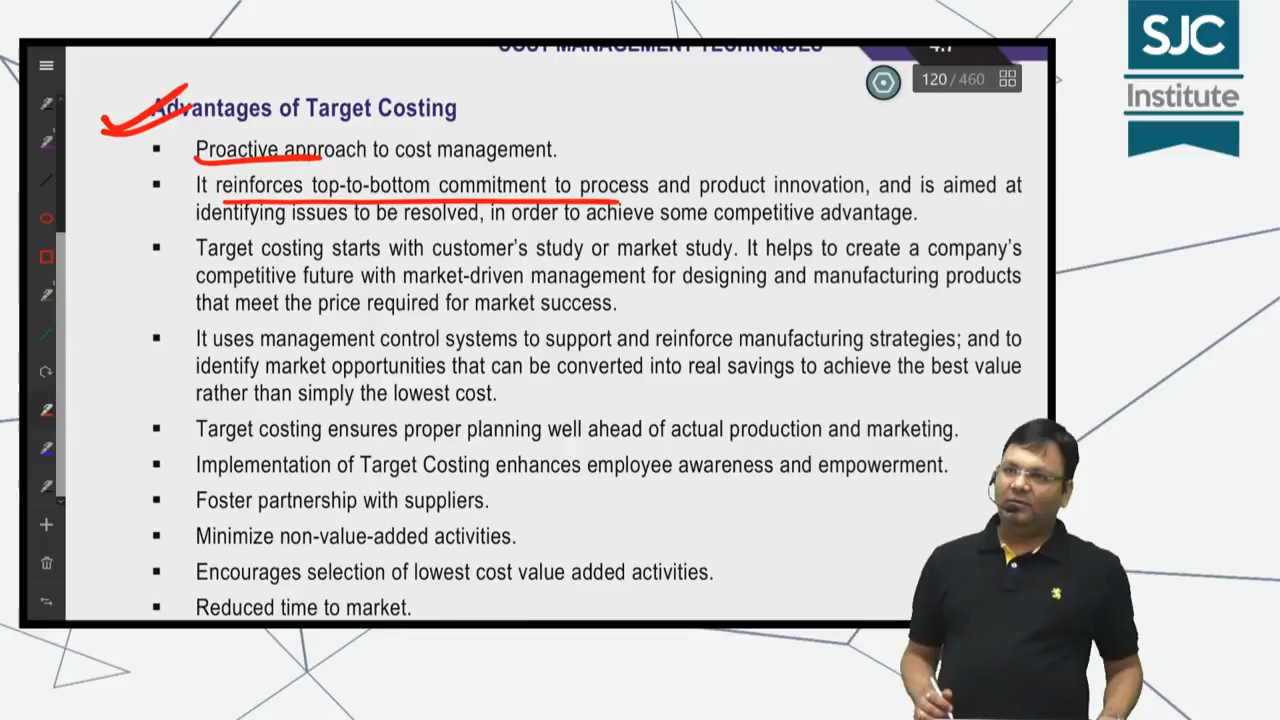 COST MANAGEMENT TECHNIQUES 4.7
SJC
Institute
120 / 460
Advantages of Target Costing
▪ Proactive approach to cost management.
▪ It reinforces top-to-bottom commitment to process and product innovation, and is aimed at
identifying issues to be resolved, in order to achieve some competitive advantage.
▪ Target costing starts with customer's study or market study. It helps to create a company's
competitive future with market-driven management for designing and manufacturing products
that meet the price required for market success.
▪ It uses management control systems to support and reinforce manufacturing strategies; and to
identify market opportunities that can be converted into real savings to achieve the best value
rather than simply the lowest cost.
▪ Target costing ensures proper planning well ahead of actual production and marketing.
▪ Implementation of Target Costing enhances employee awareness and empowerment.
▪ Foster partnership with suppliers.
▪ Minimize non-value-added activities.
▪ Encourages selection of lowest cost value added activities.
▪ Reduced time to market.